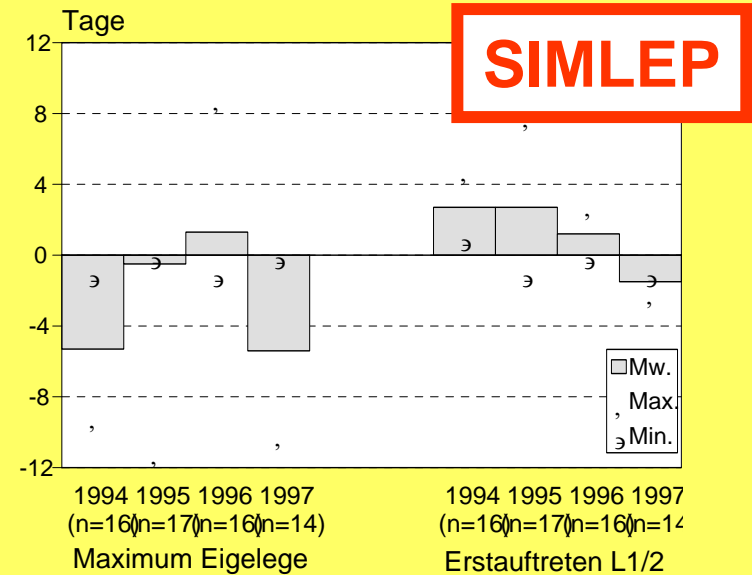 Tage
SIMLEP
12
8
4
0
-4
-8
-12
Mw.
, Max.
϶ Min.
1994 1995 1996 1997
(n=16)(n=17)(n=16)(n=14)
Maximum Eigelege
1994 1995 1996 1997
(n=16)(n=17)(n=16)(n=14
Erstauftreten L1/2